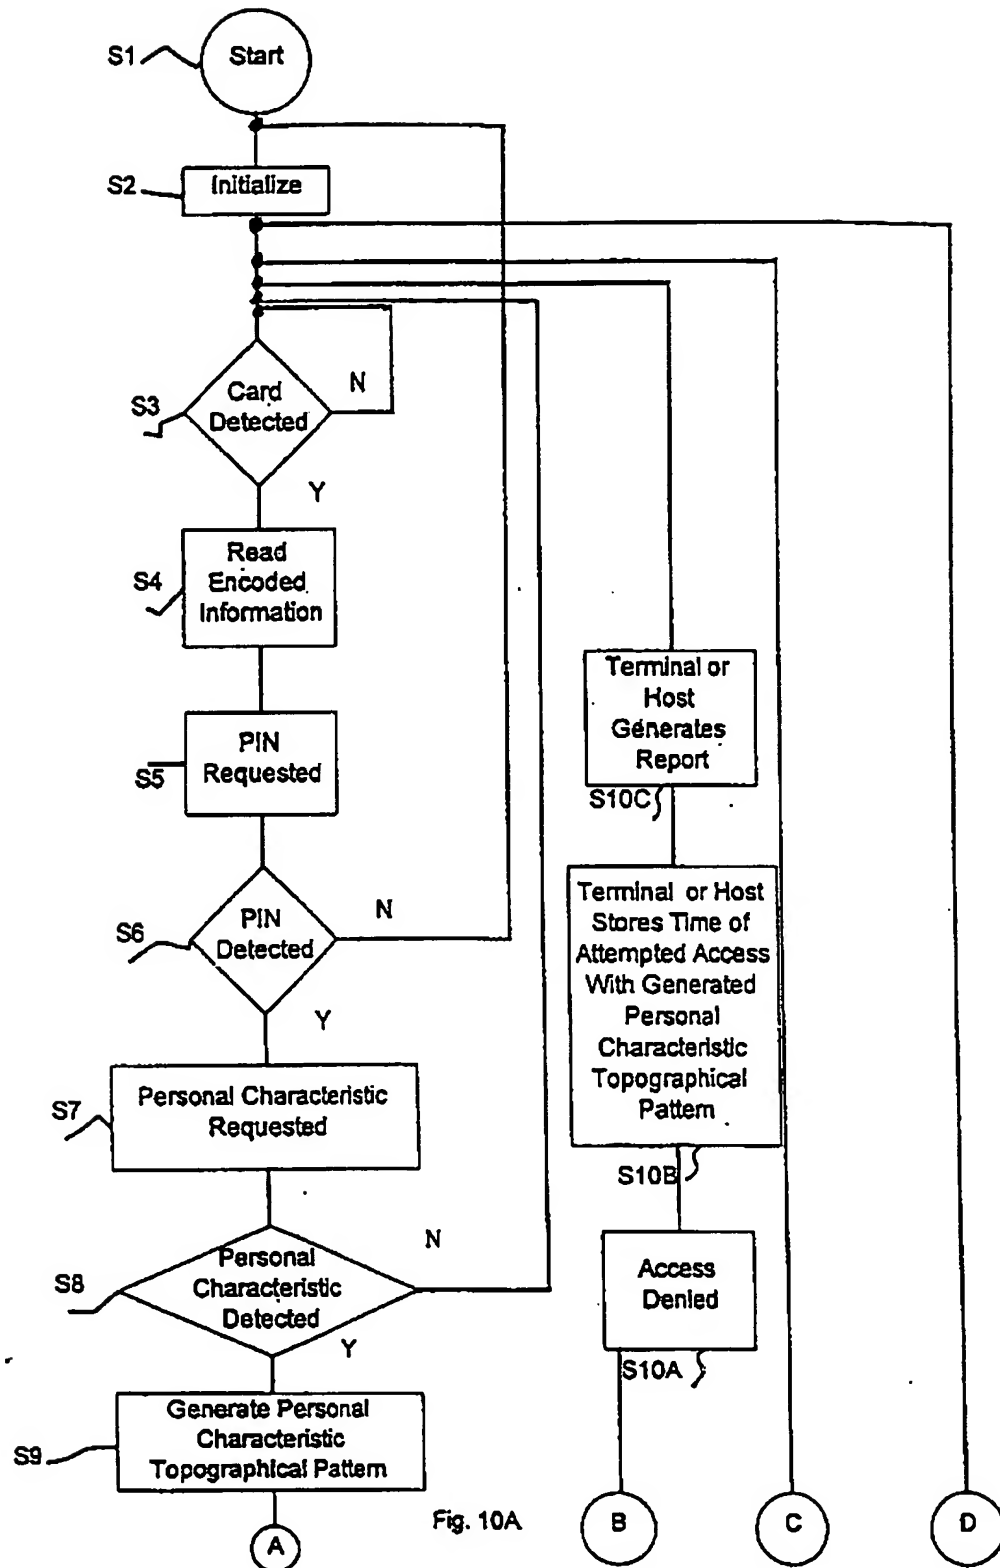 S1
Start
S2
Initialize
S3
Card
Detected
N
Y
S4
Read
Encoded
Information
S5
PIN
Requested
S6
PIN
Detected
N
Y
S7
Personal Characteristic
Requested
S8
Personal
Characteristic
Detected
N
Y
S9
Generate Personal
Characteristic
Topographical Pattern
A
Terminal or
Host
Generates
Report
S10C
Terminal or Host
Stores Time of
Attempted Access
With Generated
Personal
Characteristic
Topographical
Pattern
S10B
Access
Denied
S10A
B
C
D
Fig. 10A